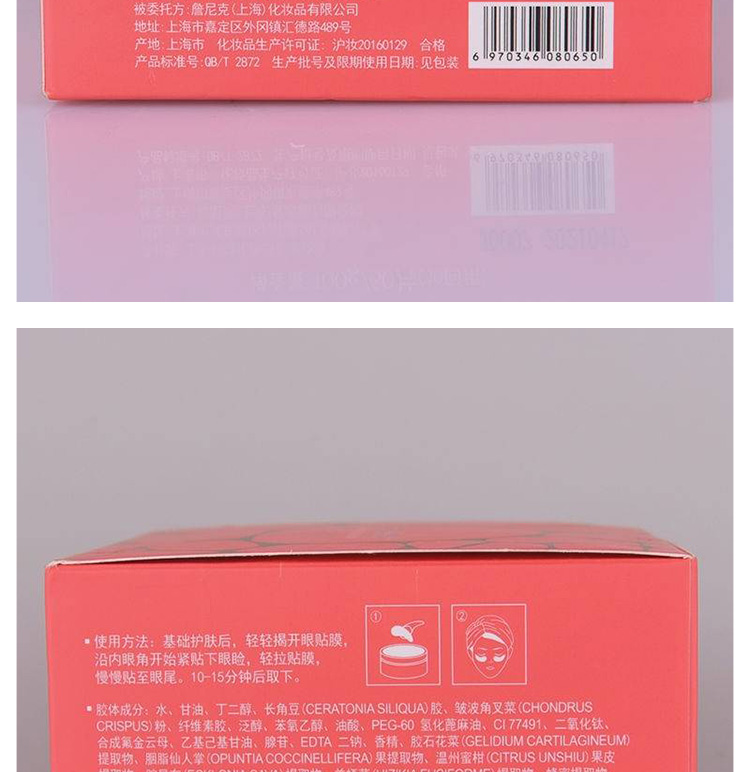 被委托方:詹尼克(上海)化妆品有限公司
地址:上海市嘉定区外冈镇汇德路489号
产地:上海市 化妆品生产许可证: 沪妆20160129 合格
产品标准号:QB/T 2872 生产批号及限期使用日期:见包装
6 970346 080650
① ②
▪使用方法: 基础护肤后, 轻轻揭开眼贴膜,
沿内眼角开始紧贴下眼睑, 轻拉贴膜,
慢慢贴至眼尾。10-15分钟后取下。
▪胶体成分: 水、甘油、丁二醇、长角豆(CERATONIA SILIQUA)胶、皱波角叉菜(CHONDRUS
CRISPUS)粉、纤维素胶、泛醇、苯氧乙醇、油酸、PEG-60 氢化蓖麻油、CI 77491、二氧化钛、
合成氟金云母、乙基己基甘油、腺苷、EDTA 二钠、香精、胶石花菜(GELIDIUM CARTILAGINEUM)
提取物、胭脂仙人掌(OPUNTIA COCCINELLIFERA)果提取物、温州蜜柑(CITRUS UNSHIU)果皮